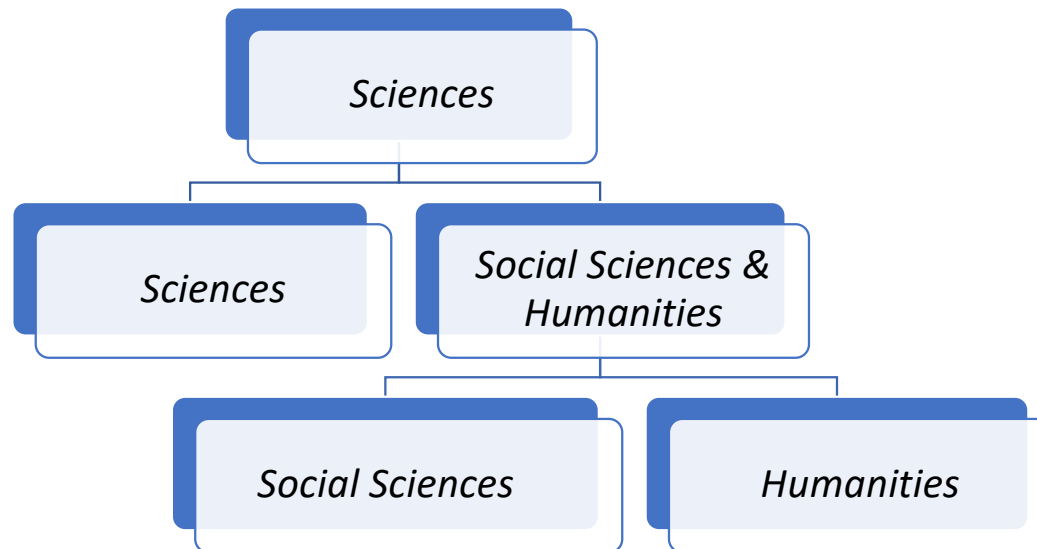 Sciences
Sciences
Social Sciences &
Humanities
Social Sciences
Humanities